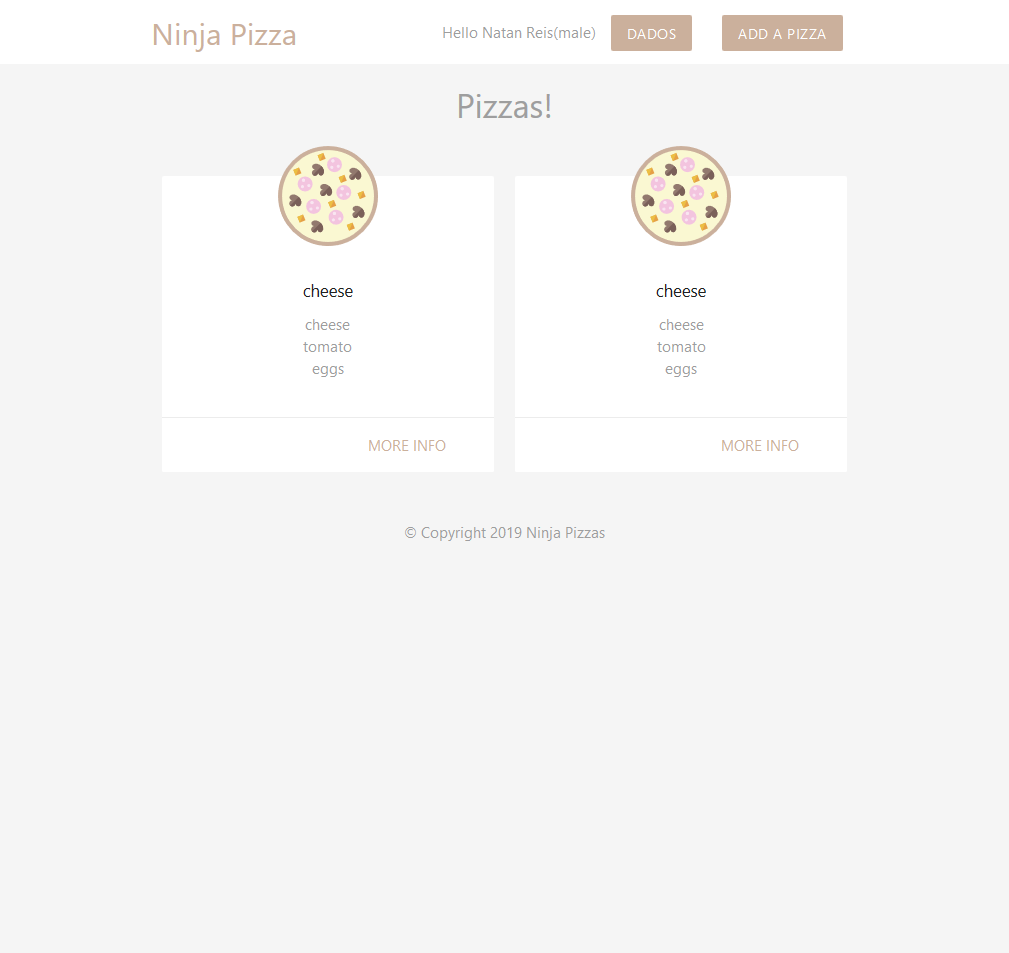 Ninja Pizza
Hello Natan Reis(male)
DADOS
ADD A PIZZA
Pizzas!
cheese
cheese
tomato
eggs
MORE INFO
cheese
cheese
tomato
eggs
MORE INFO
© Copyright 2019 Ninja Pizzas